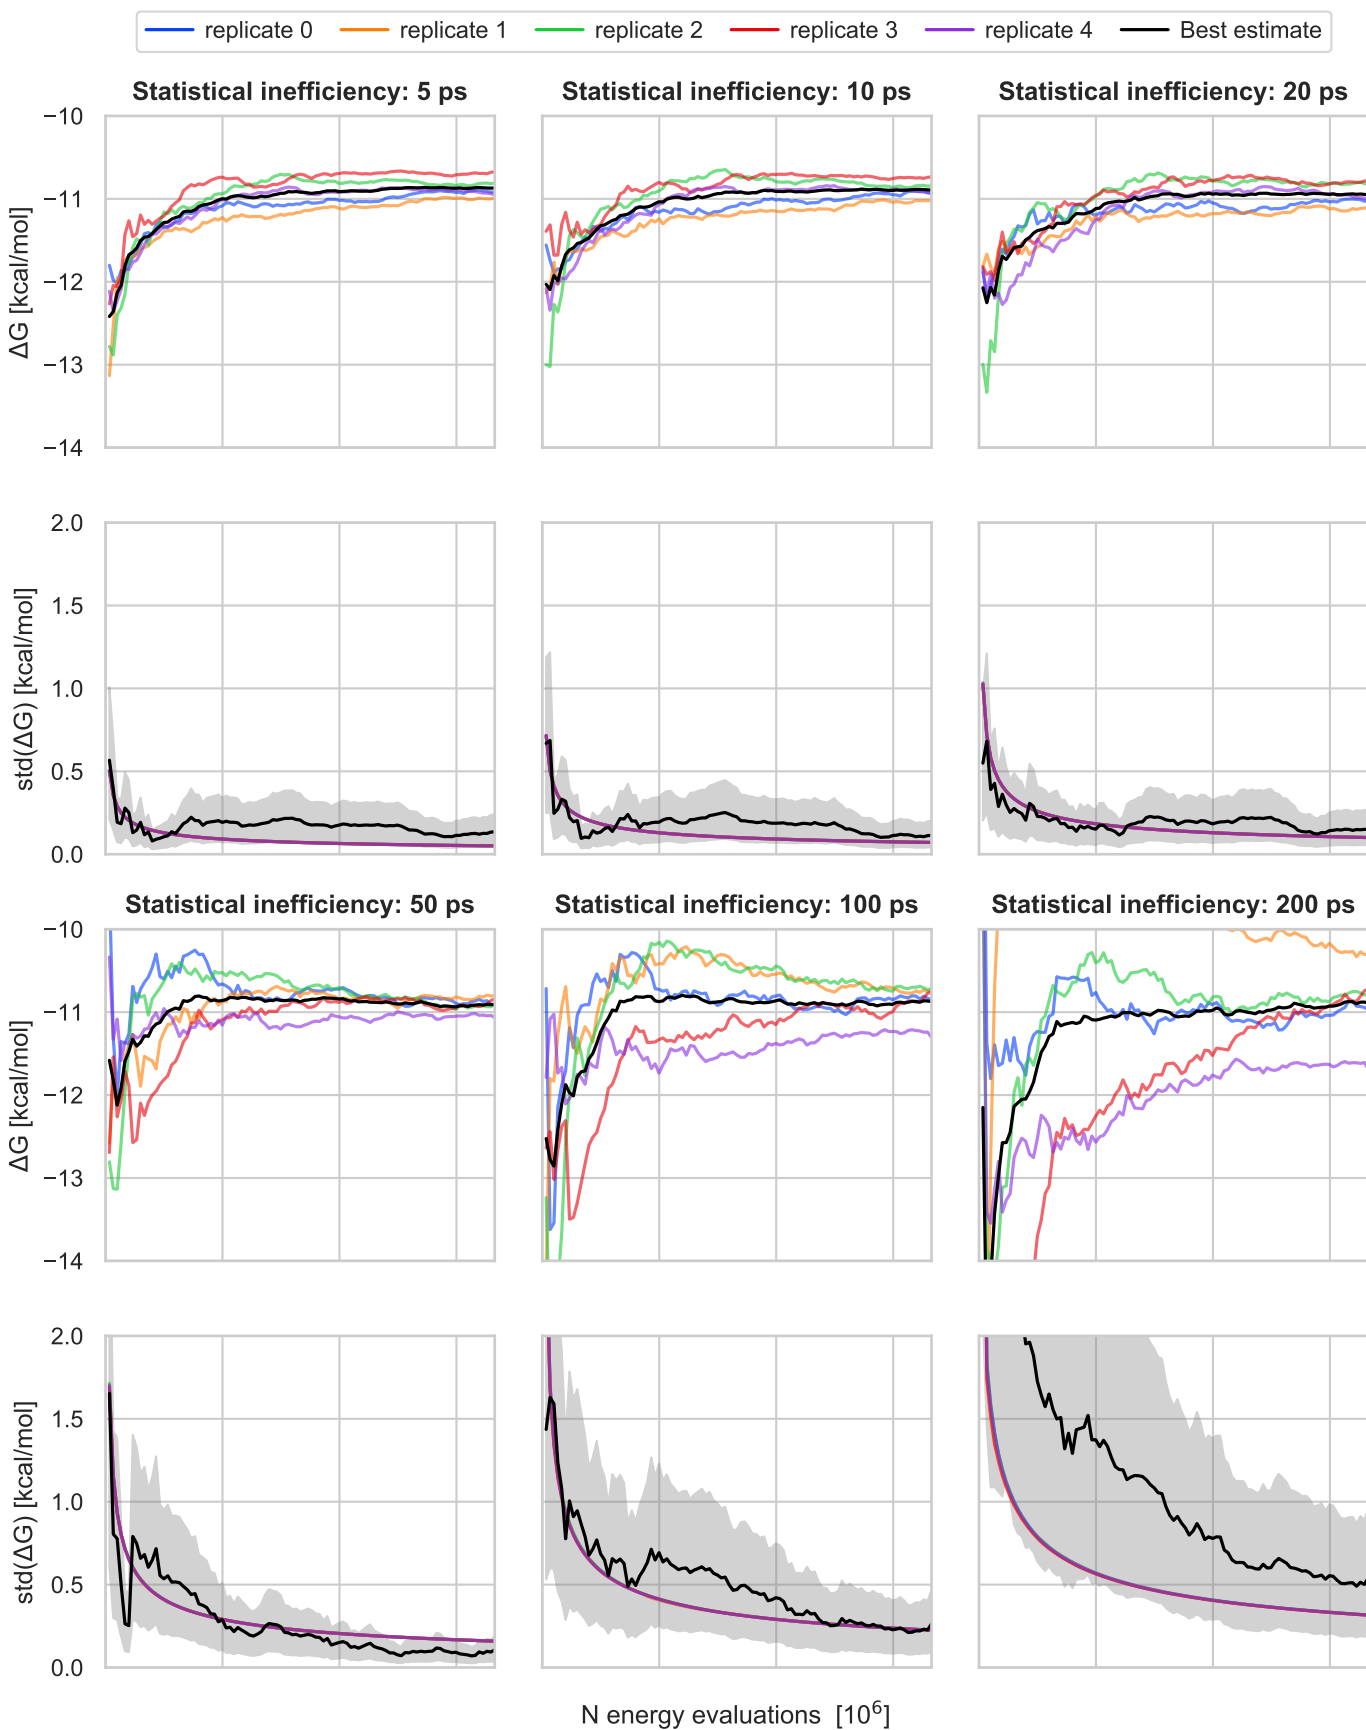 replicate 0 replicate 1 replicate 2 replicate 3 replicate 4 Best estimate
Statistical inefficiency: 5 ps Statistical inefficiency: 10 ps Statistical inefficiency: 20 ps
−10
−11
−12
−13
−14
ΔG [kcal/mol]
2.0
1.5
1.0
0.5
0.0
std(ΔG) [kcal/mol]
Statistical inefficiency: 50 ps Statistical inefficiency: 100 ps Statistical inefficiency: 200 ps
−10
−11
−12
−13
−14
ΔG [kcal/mol]
2.0
1.5
1.0
0.5
0.0
std(ΔG) [kcal/mol]
N energy evaluations [10⁶]